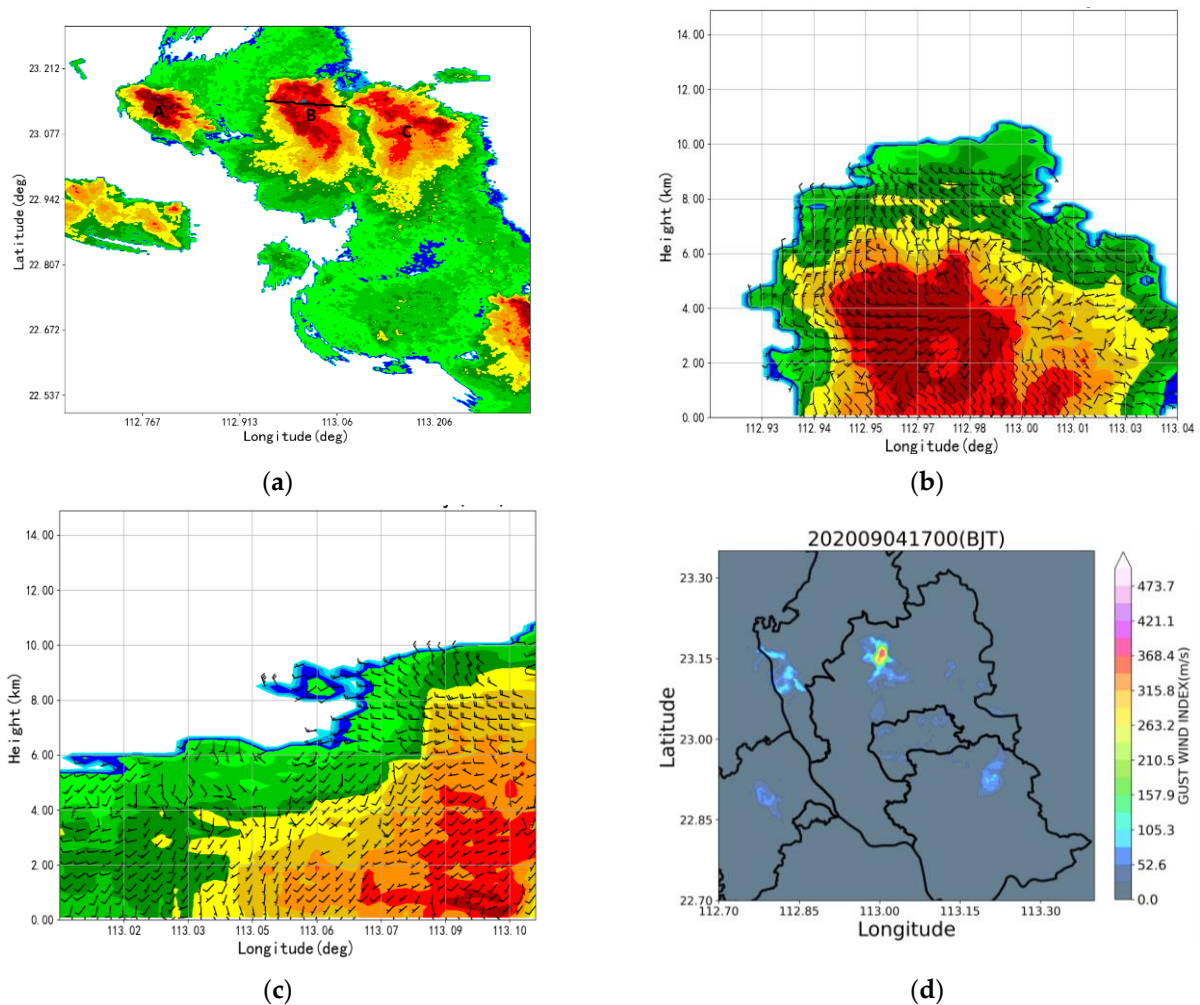 23.212
23.077
22.942
22.807
22.672
22.537
Latitude(deg)
A
B
C
112.767 112.913 113.06 113.206
Longitude(deg)
(a)
14.00
12.00
10.00
8.00
6.00
4.00
2.00
0.00
Height(km)
112.93 112.94 112.95 112.97 112.98 113.00 113.01 113.03 113.04
Longitude(deg)
(b)
14.00
12.00
10.00
8.00
6.00
4.00
2.00
0.00
Height(km)
113.02 113.03 113.05 113.06 113.07 113.09 113.10
Longitude(deg)
(c)
202009041700(BJT)
23.30
23.15
23.00
22.85
22.70
Latitude
112.70 112.85 113.00 113.15 113.30
Longitude
473.7
421.1
368.4
315.8
263.2
210.5
157.9
105.3
52.6
0.0
GUST WIND INDEX(m/s)
(d)